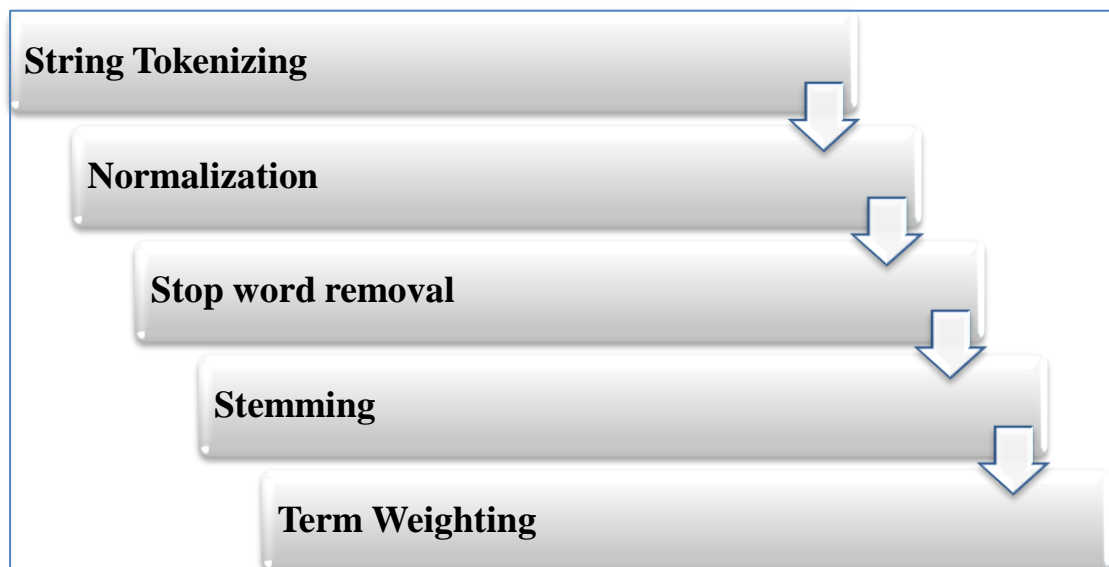 String Tokenizing
Normalization
Stop word removal
Stemming
Term Weighting